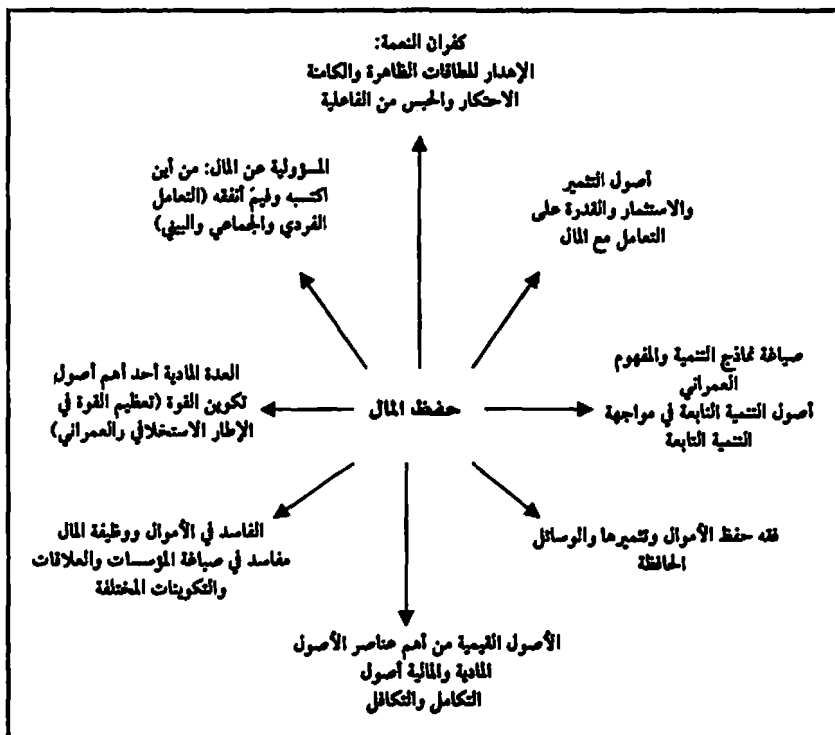 كفران النعمة:
الإهدار للطاقات الظاهرة والكامنة
الاحتكار والحبس من الفاعلية
أصول التثمير
والاستثمار والقدرة على
التعامل مع المال
المسؤولية عن المال: من أين
اكتسبه وفيمَ أنفقه (التعامل
الفردي والجماعي والبيني)
صياغة نماذج التنمية والمفهوم
العمراني
أصول التنمية التابعة في مواجهة
التنمية التابعة
حفظ المال
العدة المادية أحد أهم أصول
تكوين القوة (تعظيم القوة في
الإطار الاستخلافي والعمراني)
فقه حفظ الأموال وتثميرها والوسائل
الحافظة
الفاسد في الأموال ووظيفة المال
مفاسد في صياغة المؤسسات والعلاقات
والتكوينات المختلفة
الأصول القيمية من أهم عناصر الأصول
المادية والمالية أصول
التكامل والتكافل